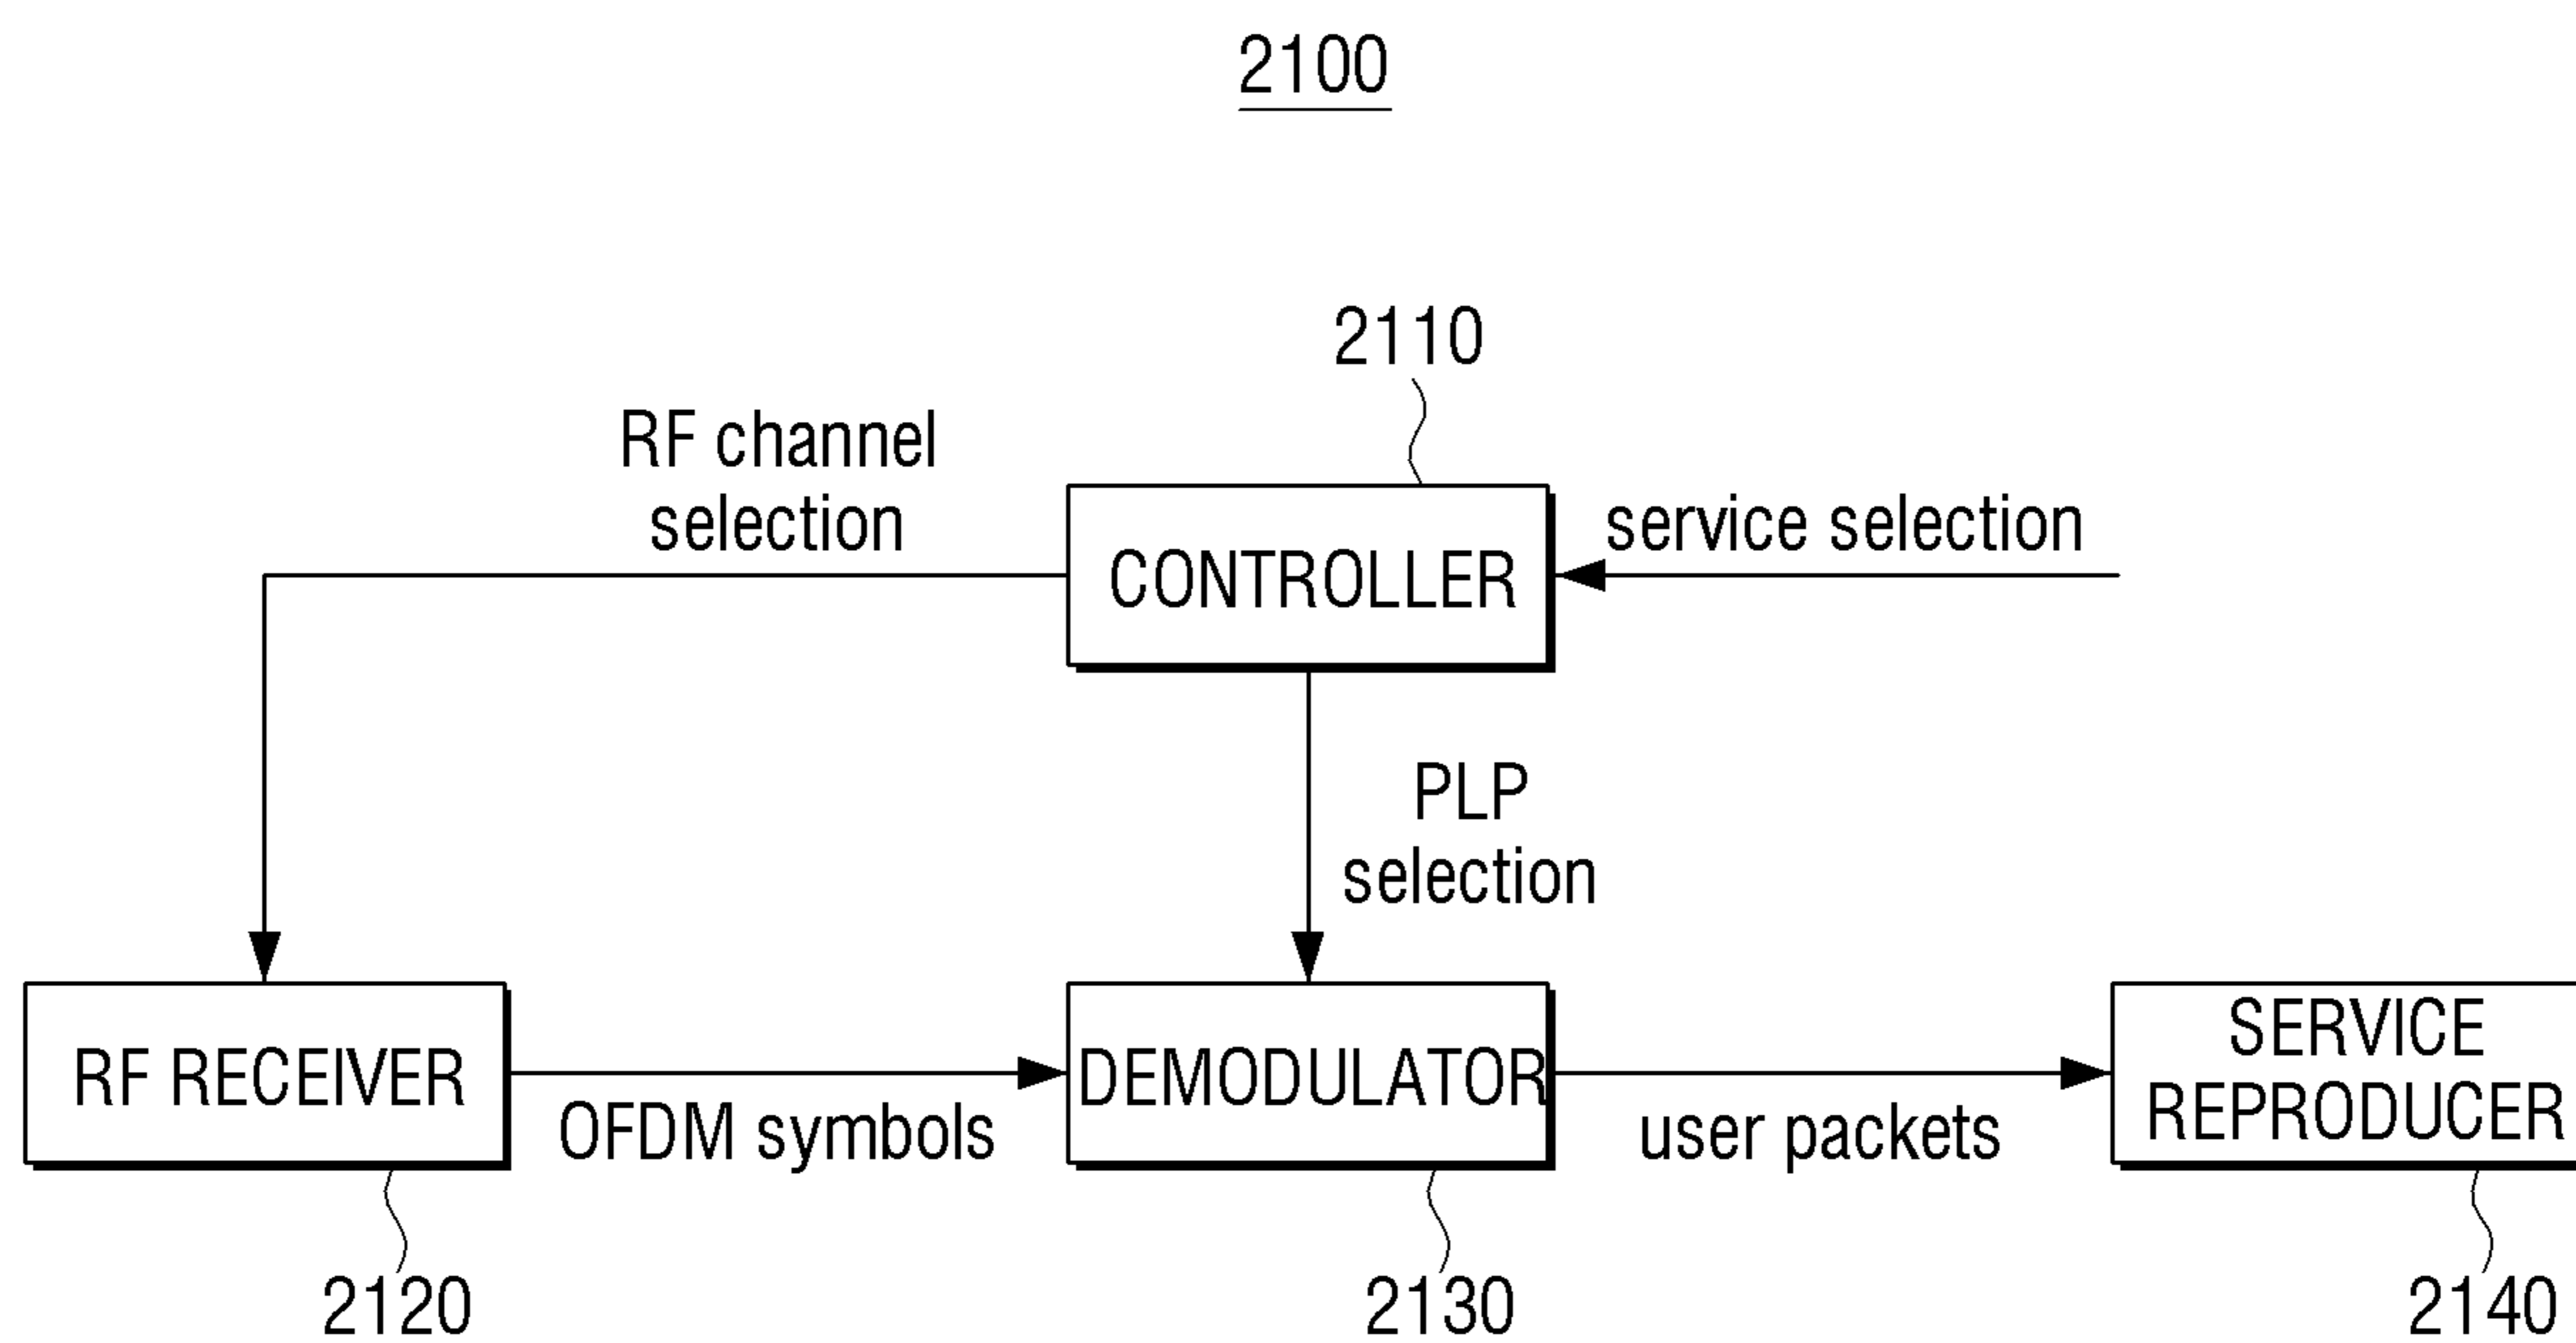 2100
2110
RF channel
selection
service selection
CONTROLLER
PLP
selection
RF RECEIVER
OFDM symbols
DEMODULATOR
user packets
SERVICE
REPRODUCER
2120
2130
2140